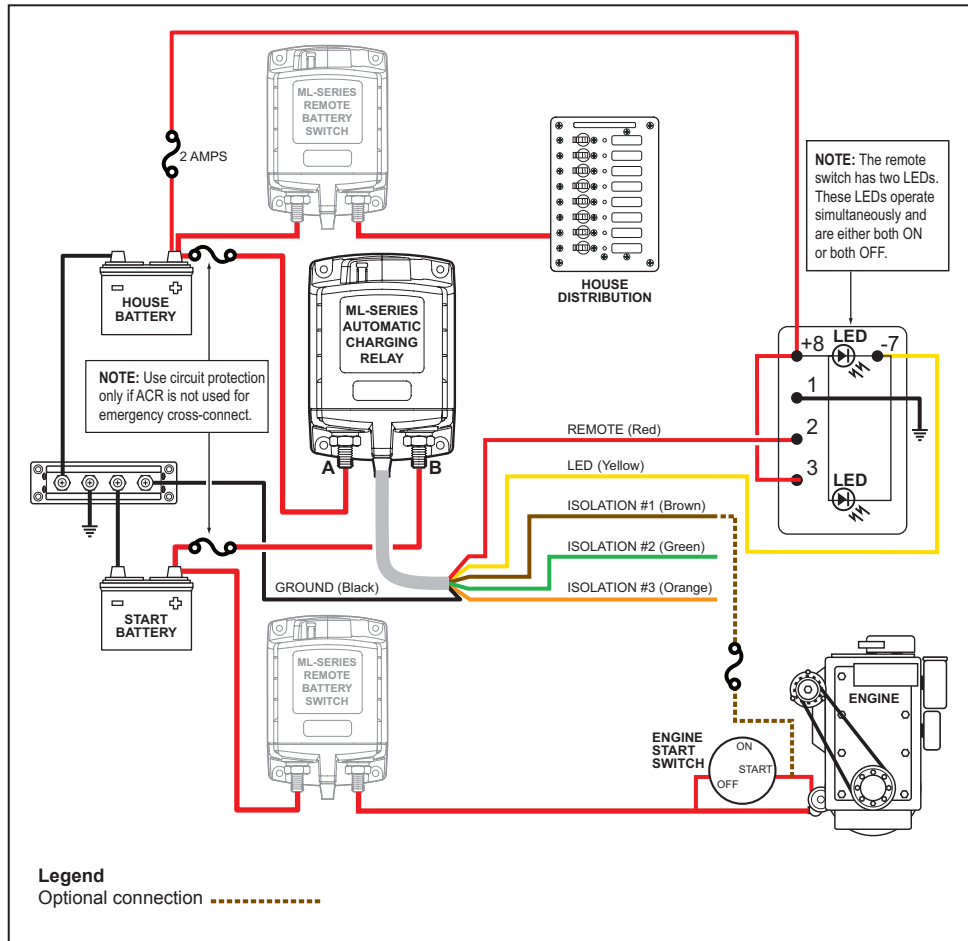 ML-SERIES
REMOTE
BATTERY
SWITCH
2 AMPS
HOUSE
DISTRIBUTION
NOTE: The remote
switch has two LEDs.
These LEDs operate
simultaneously and
are either both ON
or both OFF.
HOUSE
BATTERY
ML-SERIES
AUTOMATIC
CHARGING
RELAY
A
B
NOTE: Use circuit protection
only if ACR is not used for
emergency cross-connect.
+8
LED
-7
1
2
3
LED
REMOTE (Red)
LED (Yellow)
ISOLATION #1 (Brown)
ISOLATION #2 (Green)
ISOLATION #3 (Orange)
GROUND (Black)
START
BATTERY
ML-SERIES
REMOTE
BATTERY
SWITCH
ENGINE
START
SWITCH
ON
START
OFF
ENGINE
Legend
Optional connection